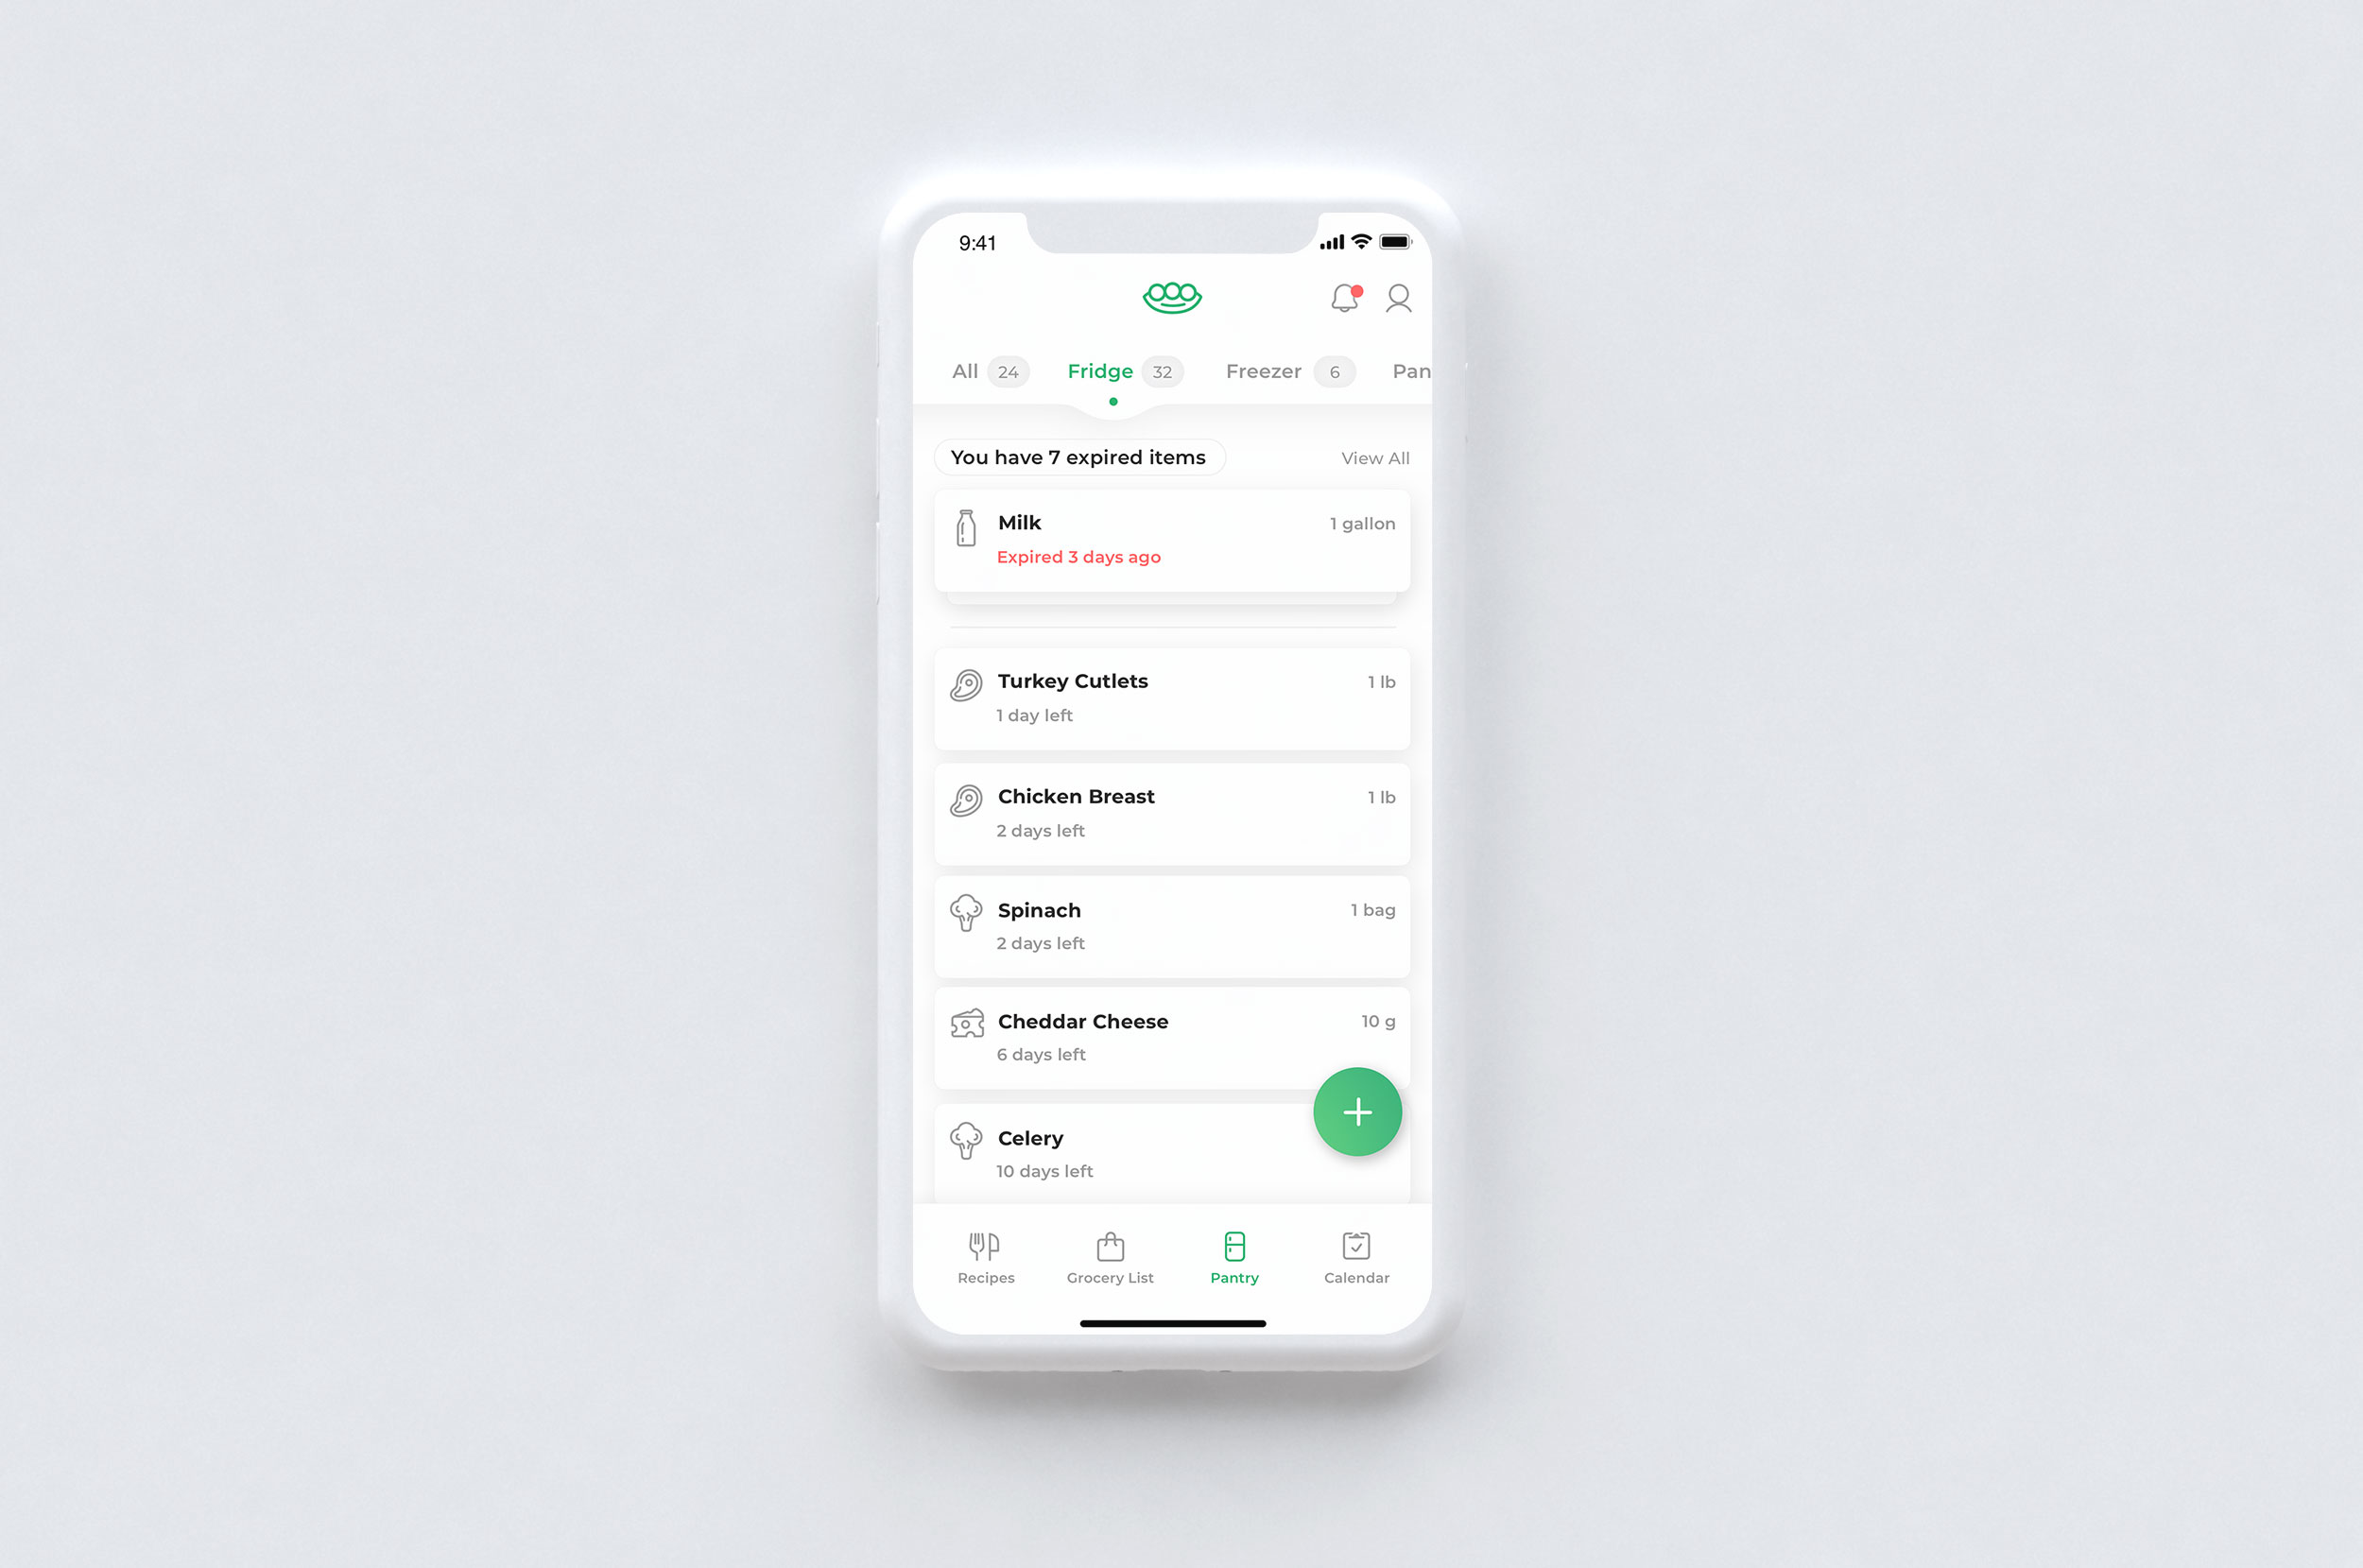 9:41
All 24 Fridge 32 Freezer 6 Pan
You have 7 expired items View All
Milk 1 gallon
Expired 3 days ago
Turkey Cutlets 1 lb
1 day left
Chicken Breast 1 lb
2 days left
Spinach 1 bag
2 days left
Cheddar Cheese 10 g
6 days left
Celery
10 days left
Recipes Grocery List Pantry Calendar